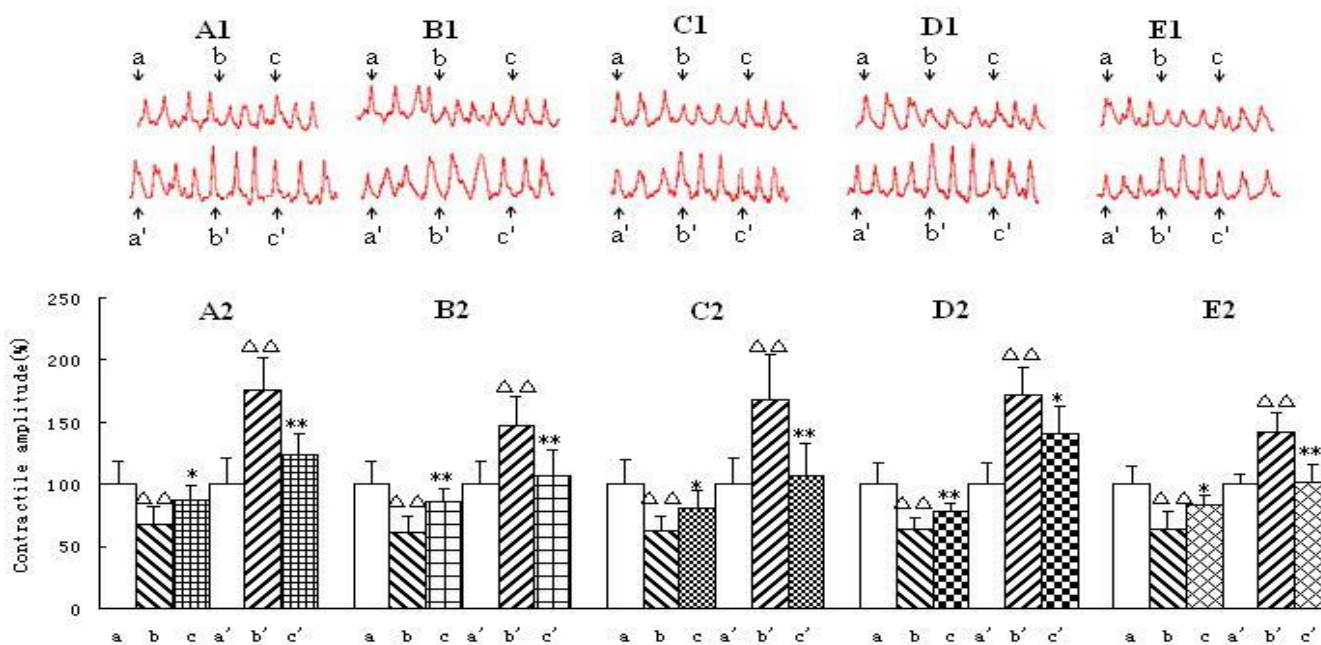 A1 B1 C1 D1 E1
a b c a b c a b c a b c a b c
a' b' c' a' b' c' a' b' c' a' b' c' a' b' c'
250
A2 B2 C2 D2 E2
△△ △△ △△ △△ △△
200
150
** ** ** * **
100
△△ * △△ ** △△ * △△ ** △△ *
50
0
Contractile amplitude(%)
a b c a' b' c' a b c a' b' c' a b c a' b' c' a b c a' b' c' a b c a' b' c'